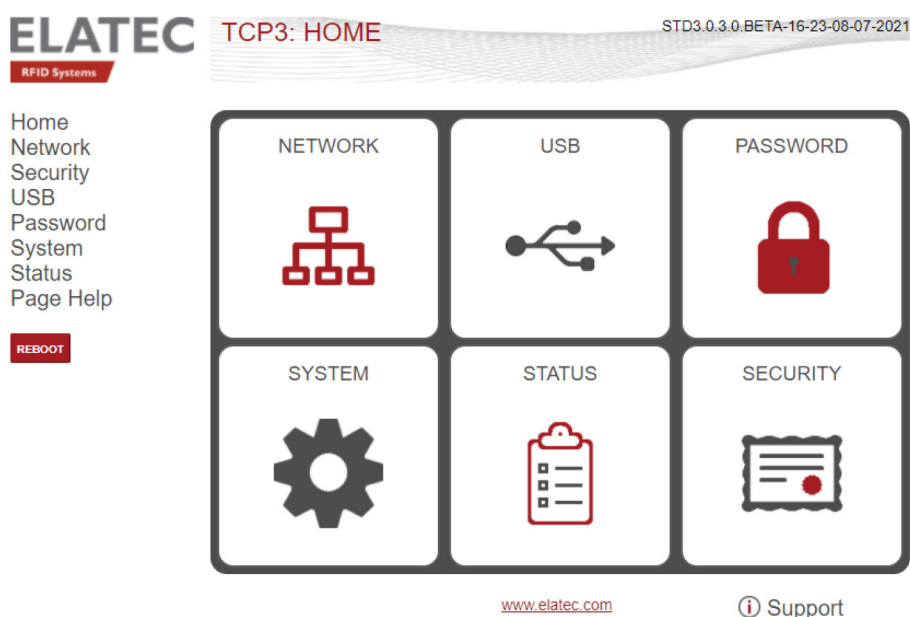 ELATEC
RFID Systems
TCP3: HOME
STD3.0.3.0.BETA-16-23-08-07-2021
Home
Network
Security
USB
Password
System
Status
Page Help
REBOOT
NETWORK
USB
PASSWORD
SYSTEM
STATUS
SECURITY
www.elatec.com
Support